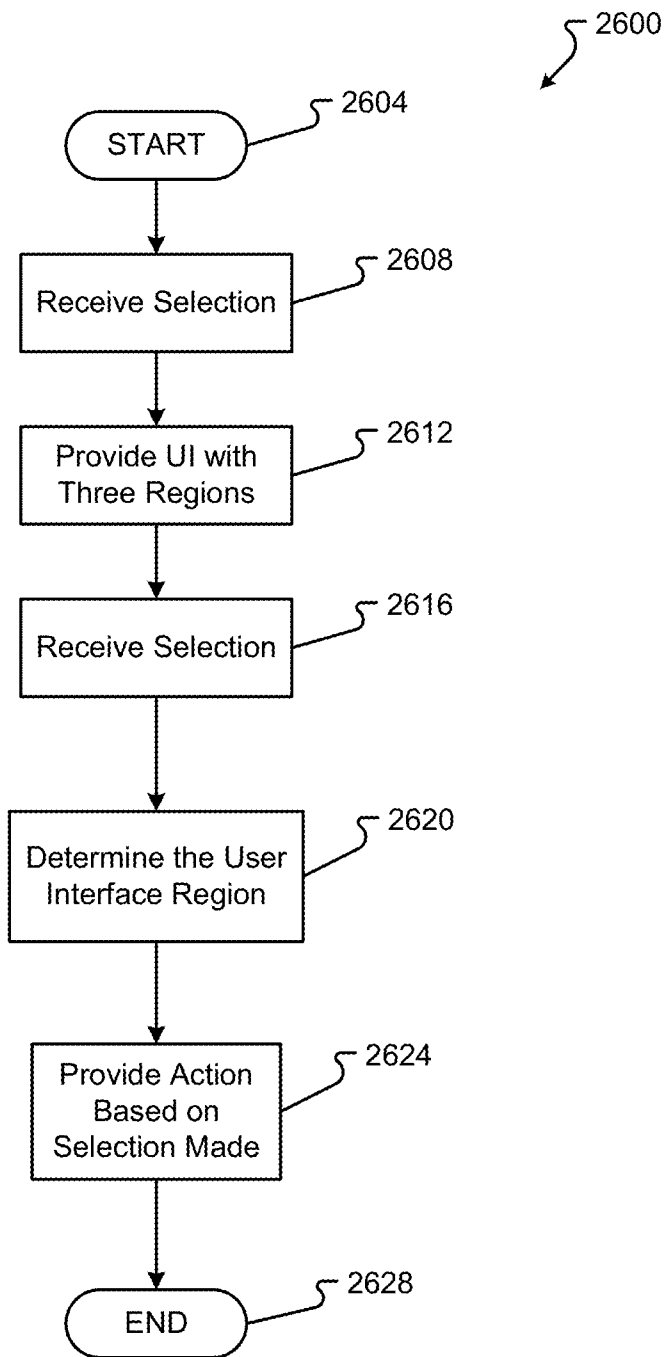 2600
START
2604
Receive Selection
2608
Provide UI with
Three Regions
2612
Receive Selection
2616
Determine the User
Interface Region
2620
Provide Action
Based on
Selection Made
2624
END
2628